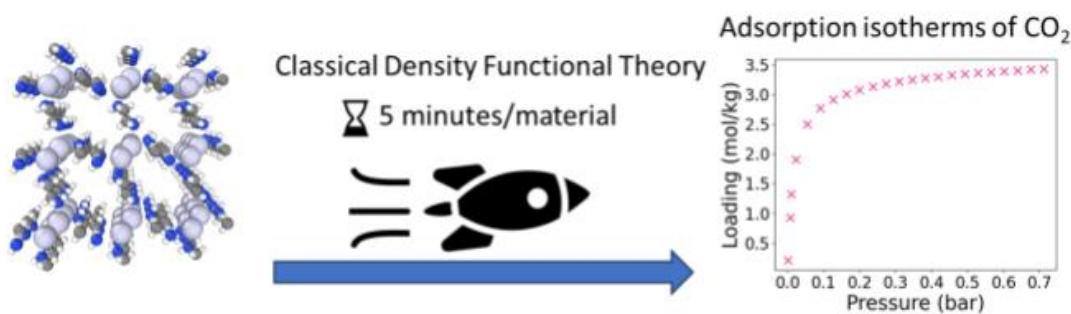 Classical Density Functional Theory
5 minutes/material
Adsorption isotherms of CO₂
Loading (mol/kg)
3.5
3.0
2.5
2.0
1.5
1.0
0.5
0.0 0.1 0.2 0.3 0.4 0.5 0.6 0.7
Pressure (bar)